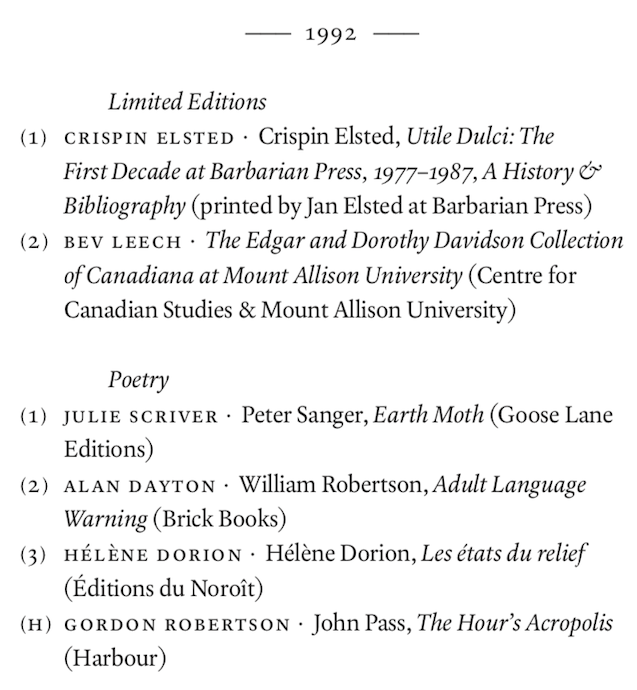 1992
Limited Editions
(1) CRISPIN ELSTED · Crispin Elsted, Utile Dulci: The
First Decade at Barbarian Press, 1977–1987, A History &
Bibliography (printed by Jan Elsted at Barbarian Press)
(2) BEV LEECH · The Edgar and Dorothy Davidson Collection
of Canadiana at Mount Allison University (Centre for
Canadian Studies & Mount Allison University)
Poetry
(1) JULIE SCRIVER · Peter Sanger, Earth Moth (Goose Lane
Editions)
(2) ALAN DAYTON · William Robertson, Adult Language
Warning (Brick Books)
(3) HÉLÈNE DORION · Hélène Dorion, Les états du relief
(Éditions du Noroît)
(H) GORDON ROBERTSON · John Pass, The Hour’s Acropolis
(Harbour)